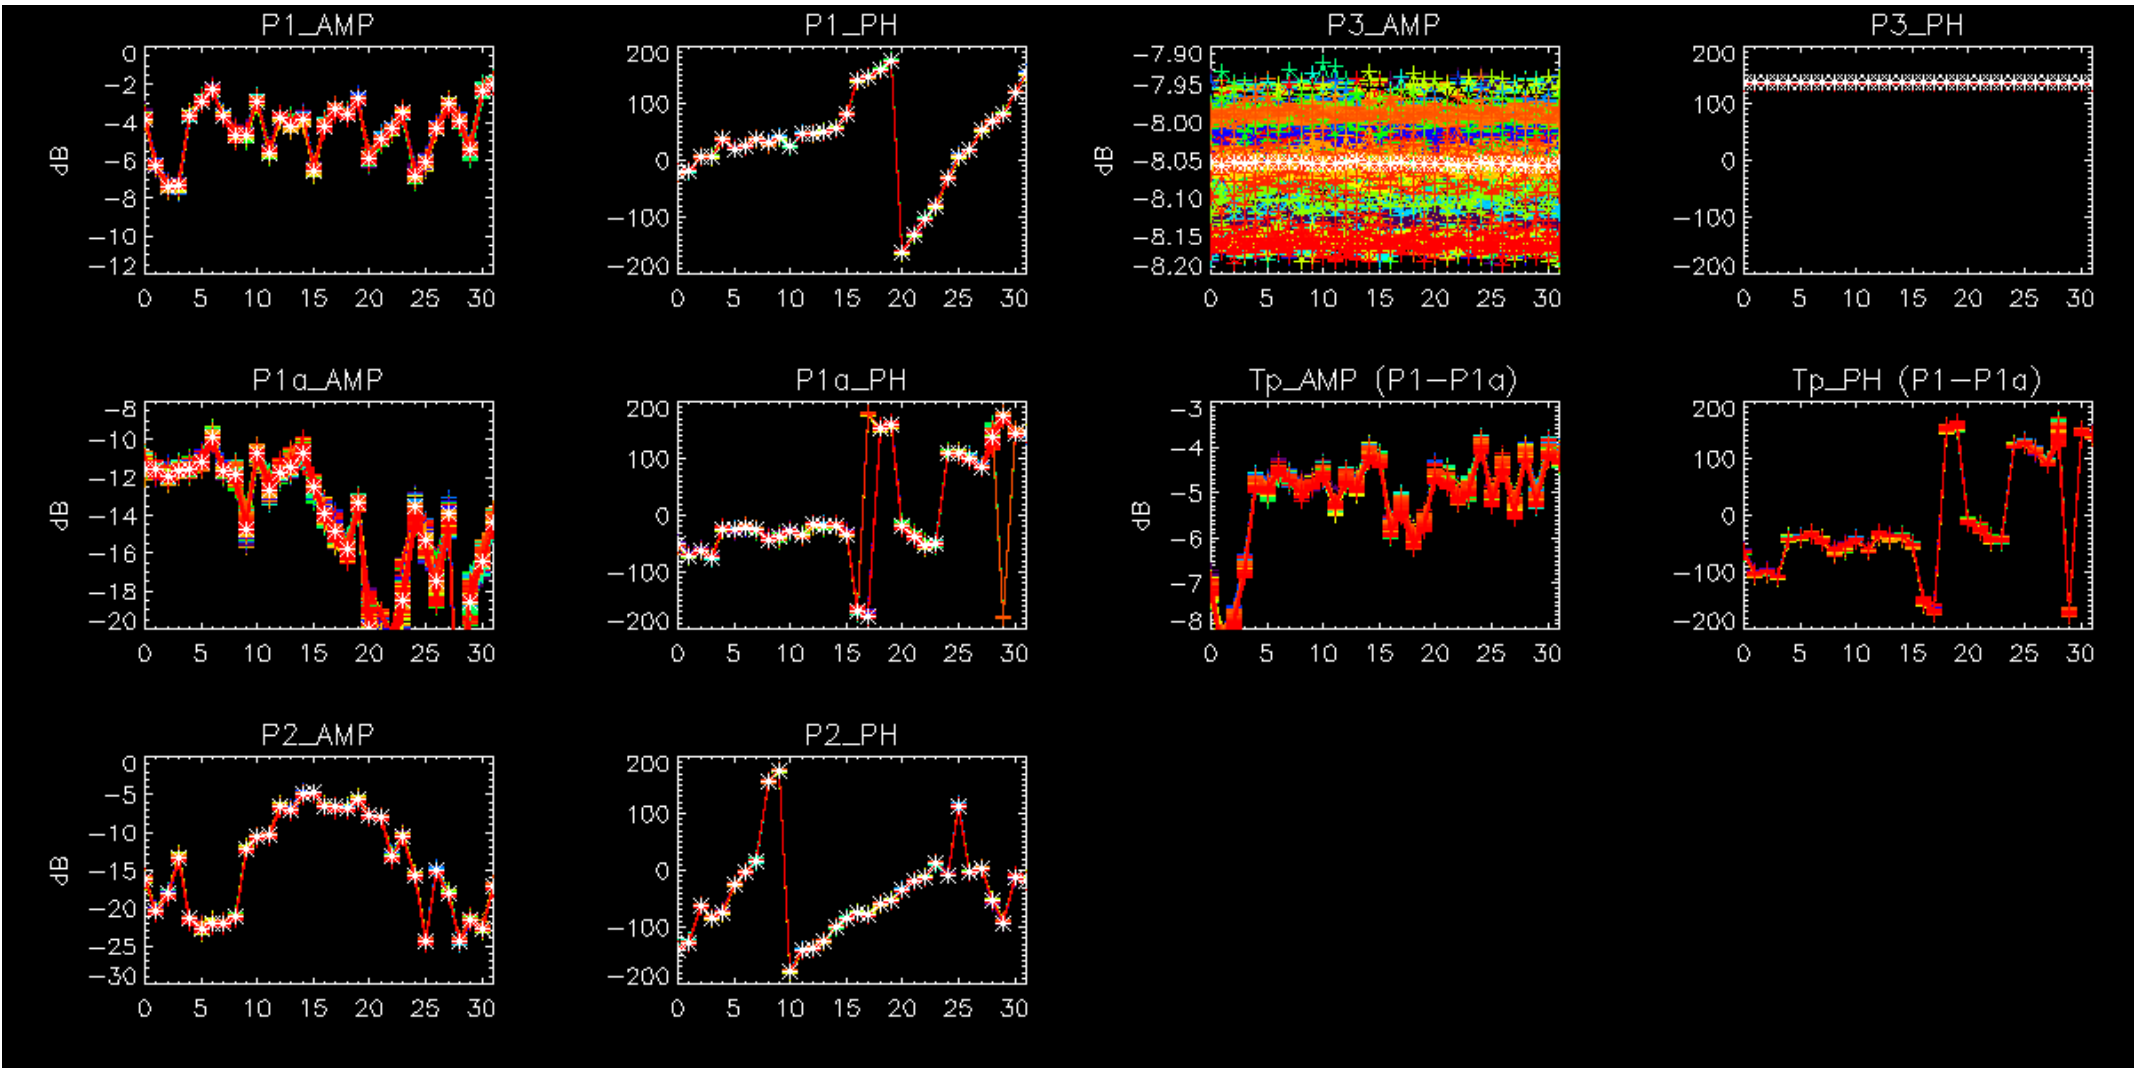 P1_AMP
P1_PH
P3_AMP
P3_PH
0
−2
−4
−6
−8
−10
−12
dB
0 5 10 15 20 25 30
200
100
0
−100
−200
0 5 10 15 20 25 30
−7.90
−7.95
−8.00
−8.05
−8.10
−8.15
−8.20
dB
0 5 10 15 20 25 30
200
100
0
−100
−200
0 5 10 15 20 25 30
P1a_AMP
P1a_PH
Tp_AMP (P1−P1a)
Tp_PH (P1−P1a)
−8
−10
−12
−14
−16
−18
−20
dB
0 5 10 15 20 25 30
200
100
0
−100
−200
0 5 10 15 20 25 30
−3
−4
−5
−6
−7
−8
dB
0 5 10 15 20 25 30
200
100
0
−100
−200
0 5 10 15 20 25 30
P2_AMP
P2_PH
0
−5
−10
−15
−20
−25
−30
dB
0 5 10 15 20 25 30
200
100
0
−100
−200
0 5 10 15 20 25 30